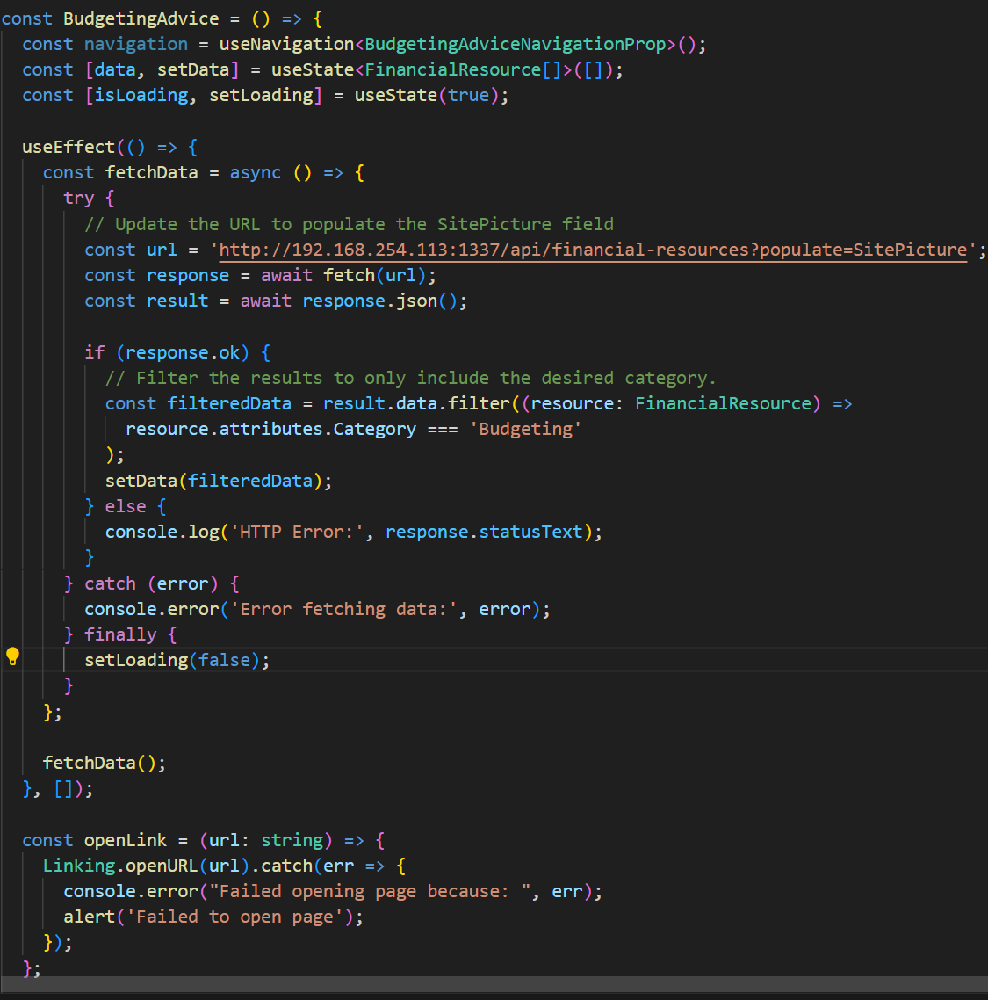 const BudgetingAdvice = () => {
  const navigation = useNavigation<BudgetingAdviceNavigationProp>();
  const [data, setData] = useState<FinancialResource[]>([]);
  const [isLoading, setLoading] = useState(true);

  useEffect(() => {
    const fetchData = async () => {
      try {
        // Update the URL to populate the SitePicture field
        const url = 'http://192.168.254.113:1337/api/financial-resources?populate=SitePicture';
        const response = await fetch(url);
        const result = await response.json();

        if (response.ok) {
          // Filter the results to only include the desired category.
          const filteredData = result.data.filter((resource: FinancialResource) =>
            resource.attributes.Category === 'Budgeting'
          );
          setData(filteredData);
        } else {
          console.log('HTTP Error:', response.statusText);
        }
      } catch (error) {
        console.error('Error fetching data:', error);
      } finally {
        setLoading(false);
      }
    };

    fetchData();
  }, []);

  const openLink = (url: string) => {
    Linking.openURL(url).catch(err => {
      console.error("Failed opening page because: ", err);
      alert('Failed to open page');
    });
  };